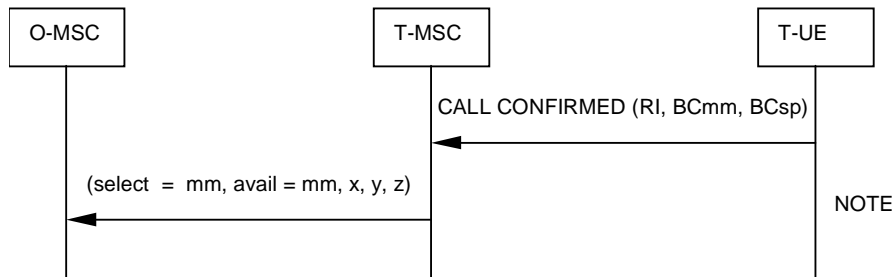 O-MSC
T-MSC
T-UE
CALL CONFIRMED (RI, BCmm, BCsp)
(select = mm, avail = mm, x, y, z)
NOTE